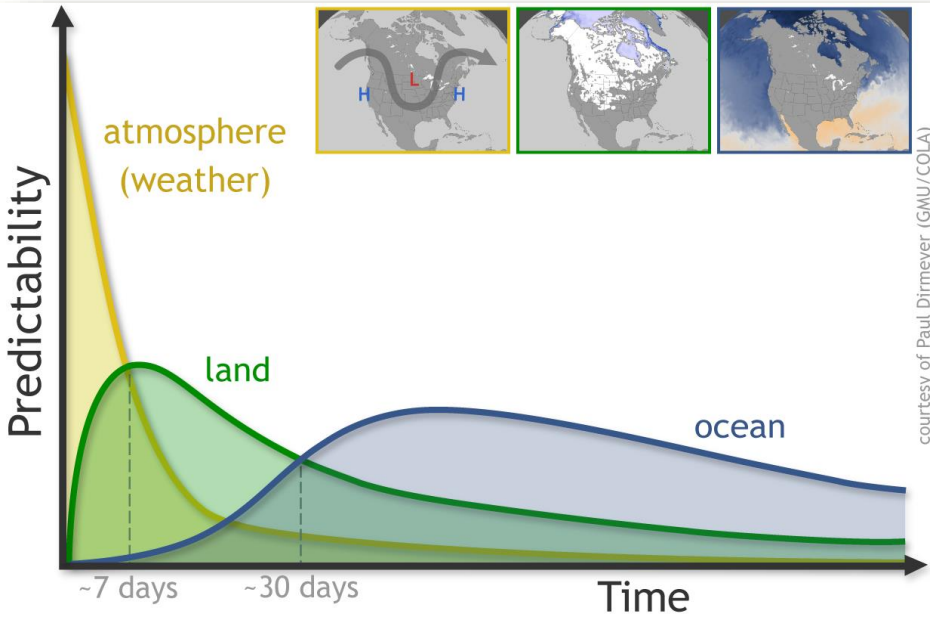 H
L
H
courtesy of Paul Dirmeyer (GMU/COLA)
atmosphere
(weather)
Predictability
land
ocean
~7 days
~30 days
Time